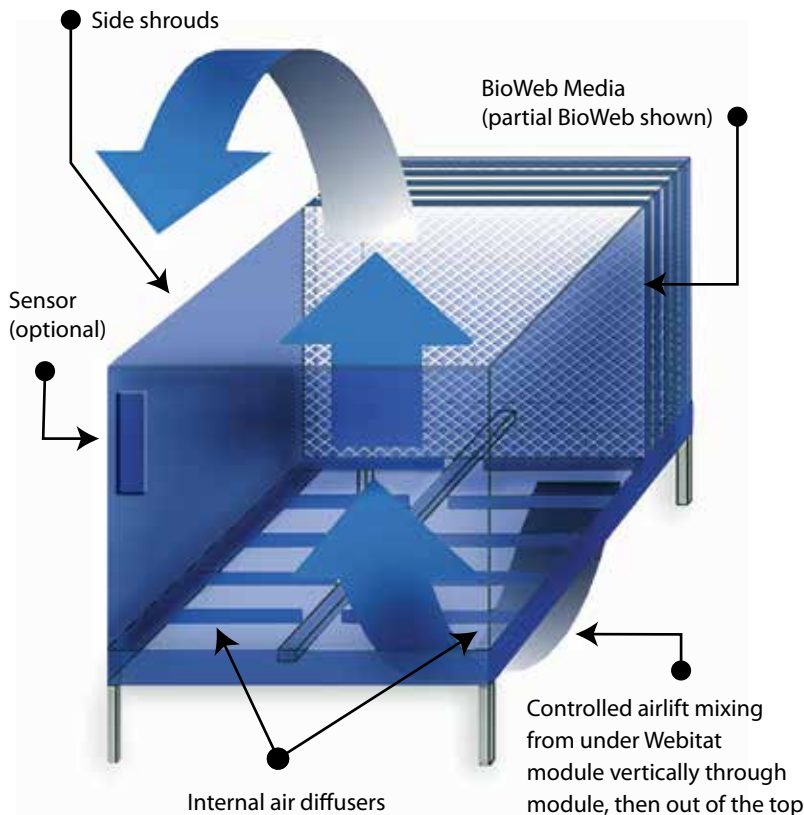 Side shrouds
BioWeb Media
(partial BioWeb shown)
Sensor
(optional)
Controlled airlift mixing
from under Webitat
module vertically through
module, then out of the top
Internal air diffusers